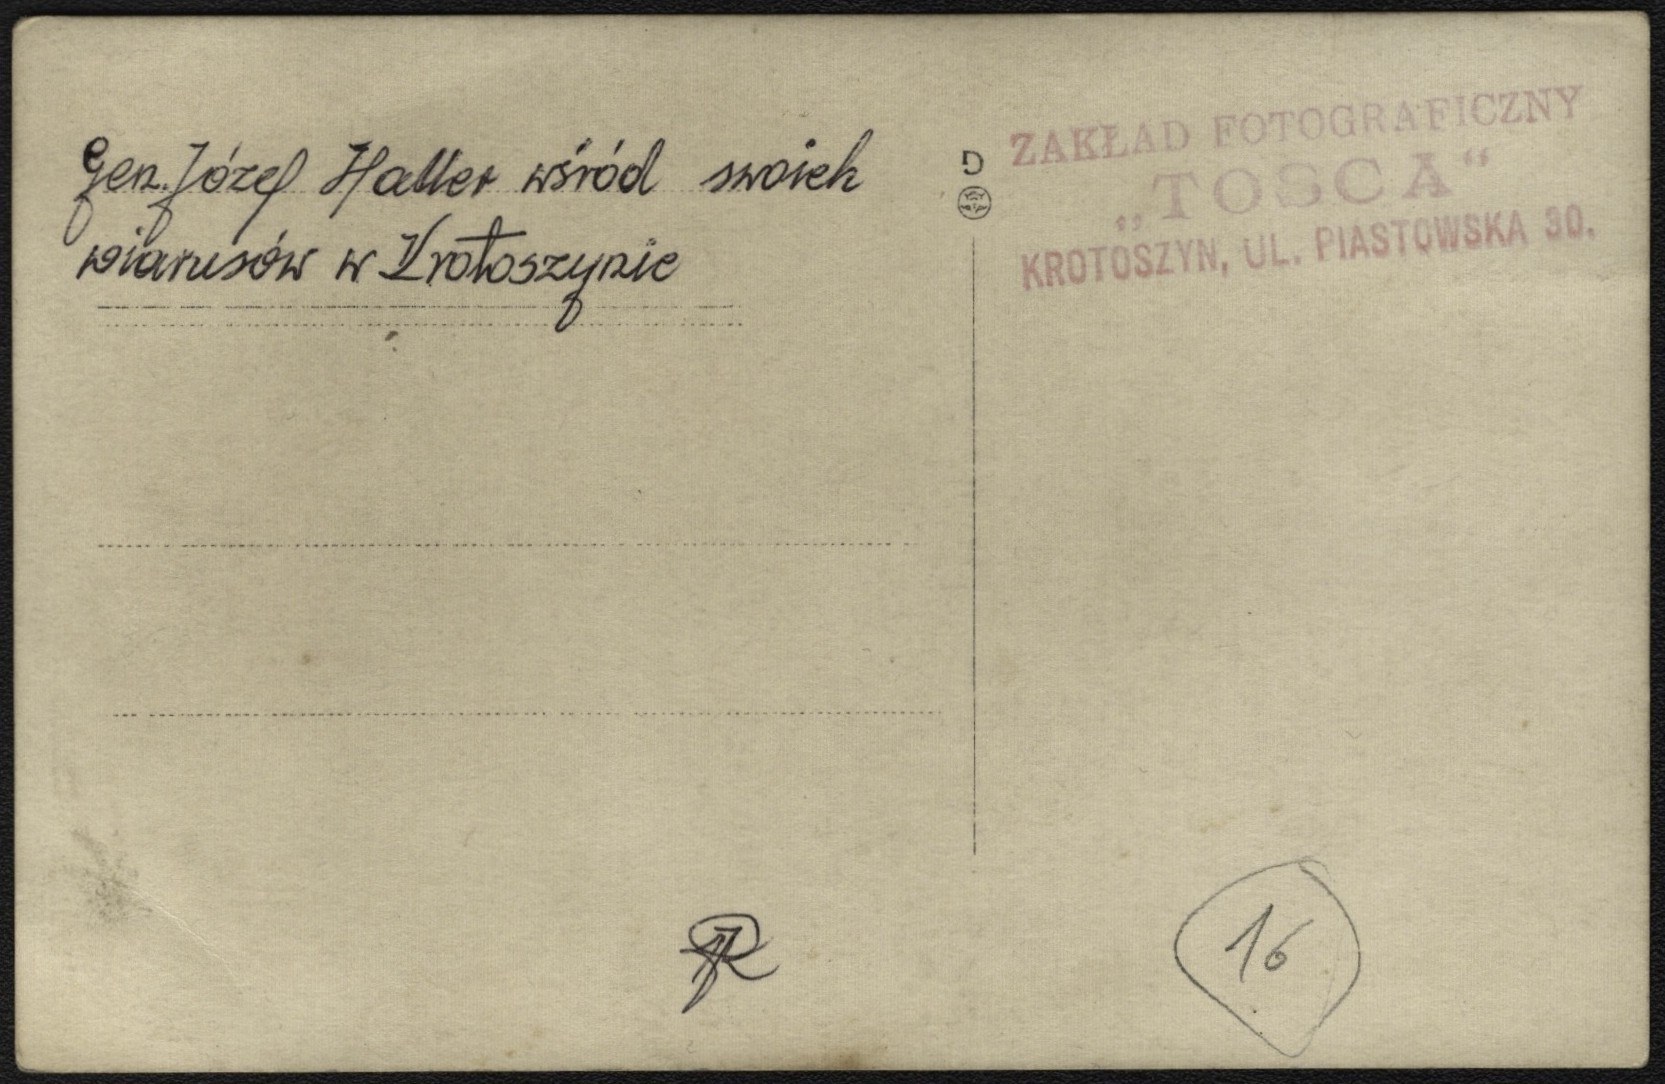 Gen. Józef Haller wśród swoich
wiarusów w Krotoszynie
D
ZAKŁAD FOTOGRAFICZNY
„TOSCA“
KROTOSZYN, UL. PIASTOWSKA 30.
16